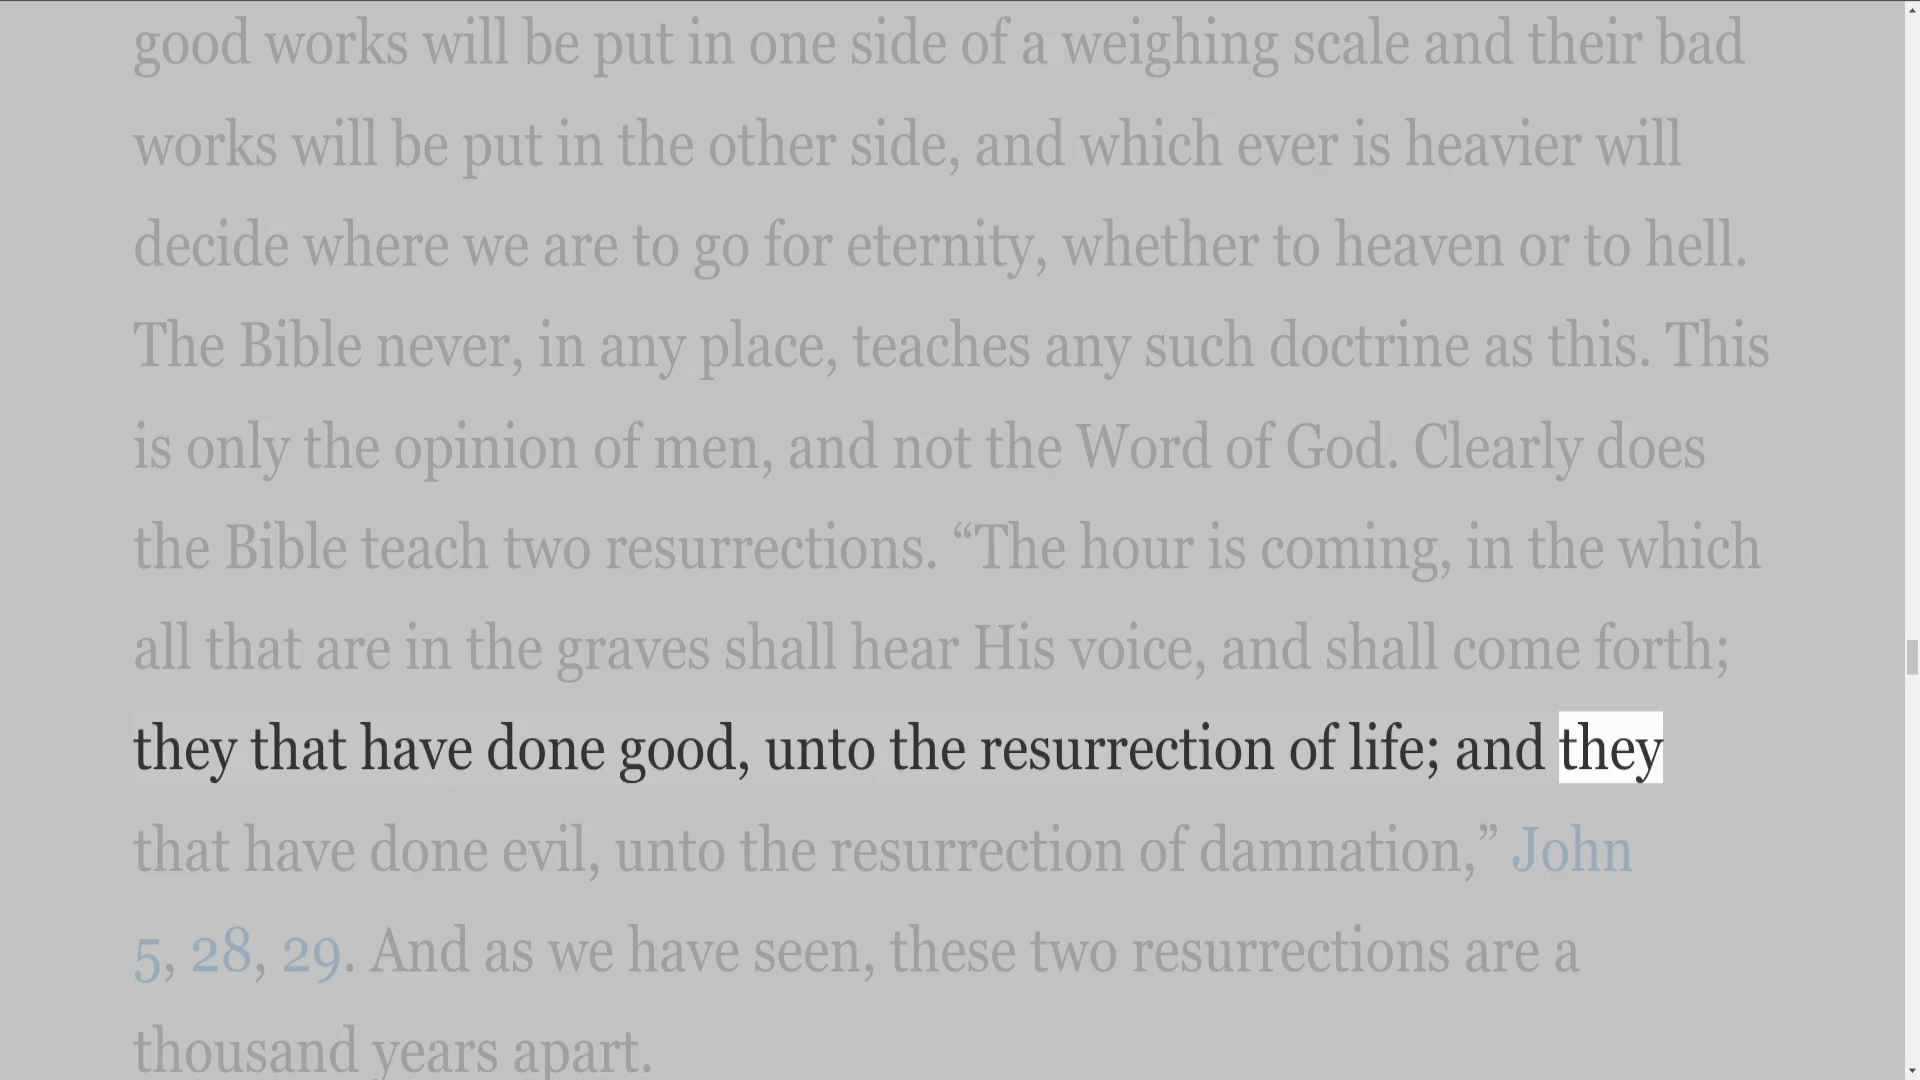 good works will be put in one side of a weighing scale and their bad
works will be put in the other side, and which ever is heavier will
decide where we are to go for eternity, whether to heaven or to hell.
The Bible never, in any place, teaches any such doctrine as this. This
is only the opinion of men, and not the Word of God. Clearly does
the Bible teach two resurrections. “The hour is coming, in the which
all that are in the graves shall hear His voice, and shall come forth;
they that have done good, unto the resurrection of life; and they
that have done evil, unto the resurrection of damnation,” John
5, 28, 29. And as we have seen, these two resurrections are a
thousand years apart.